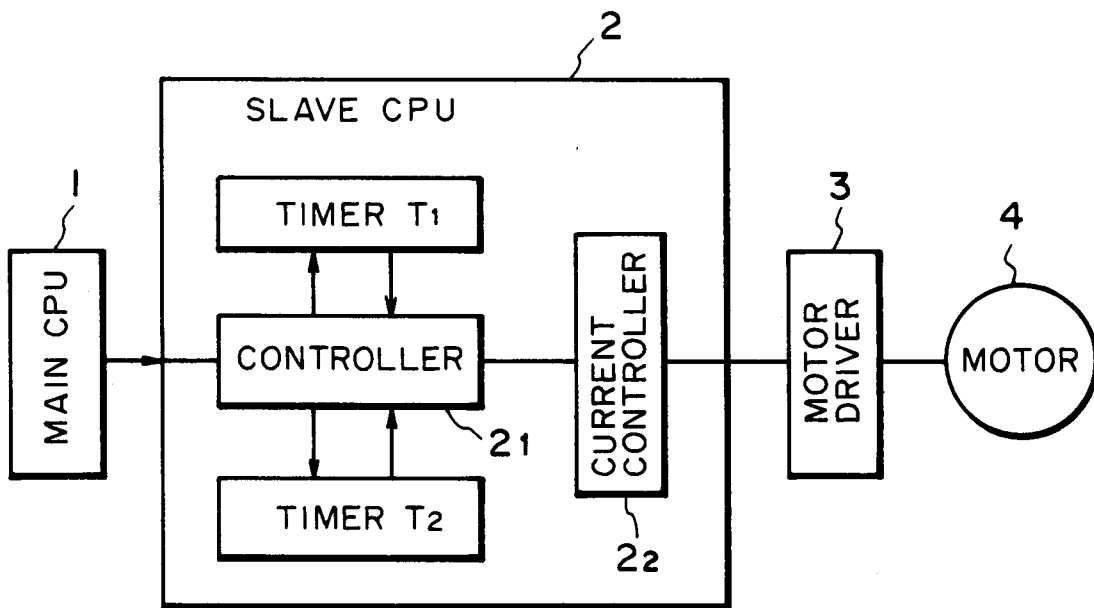 2
SLAVE CPU
1
MAIN CPU
TIMER T1
CONTROLLER
21
TIMER T2
CURRENT
CONTROLLER
22
3
MOTOR
DRIVER
4
MOTOR